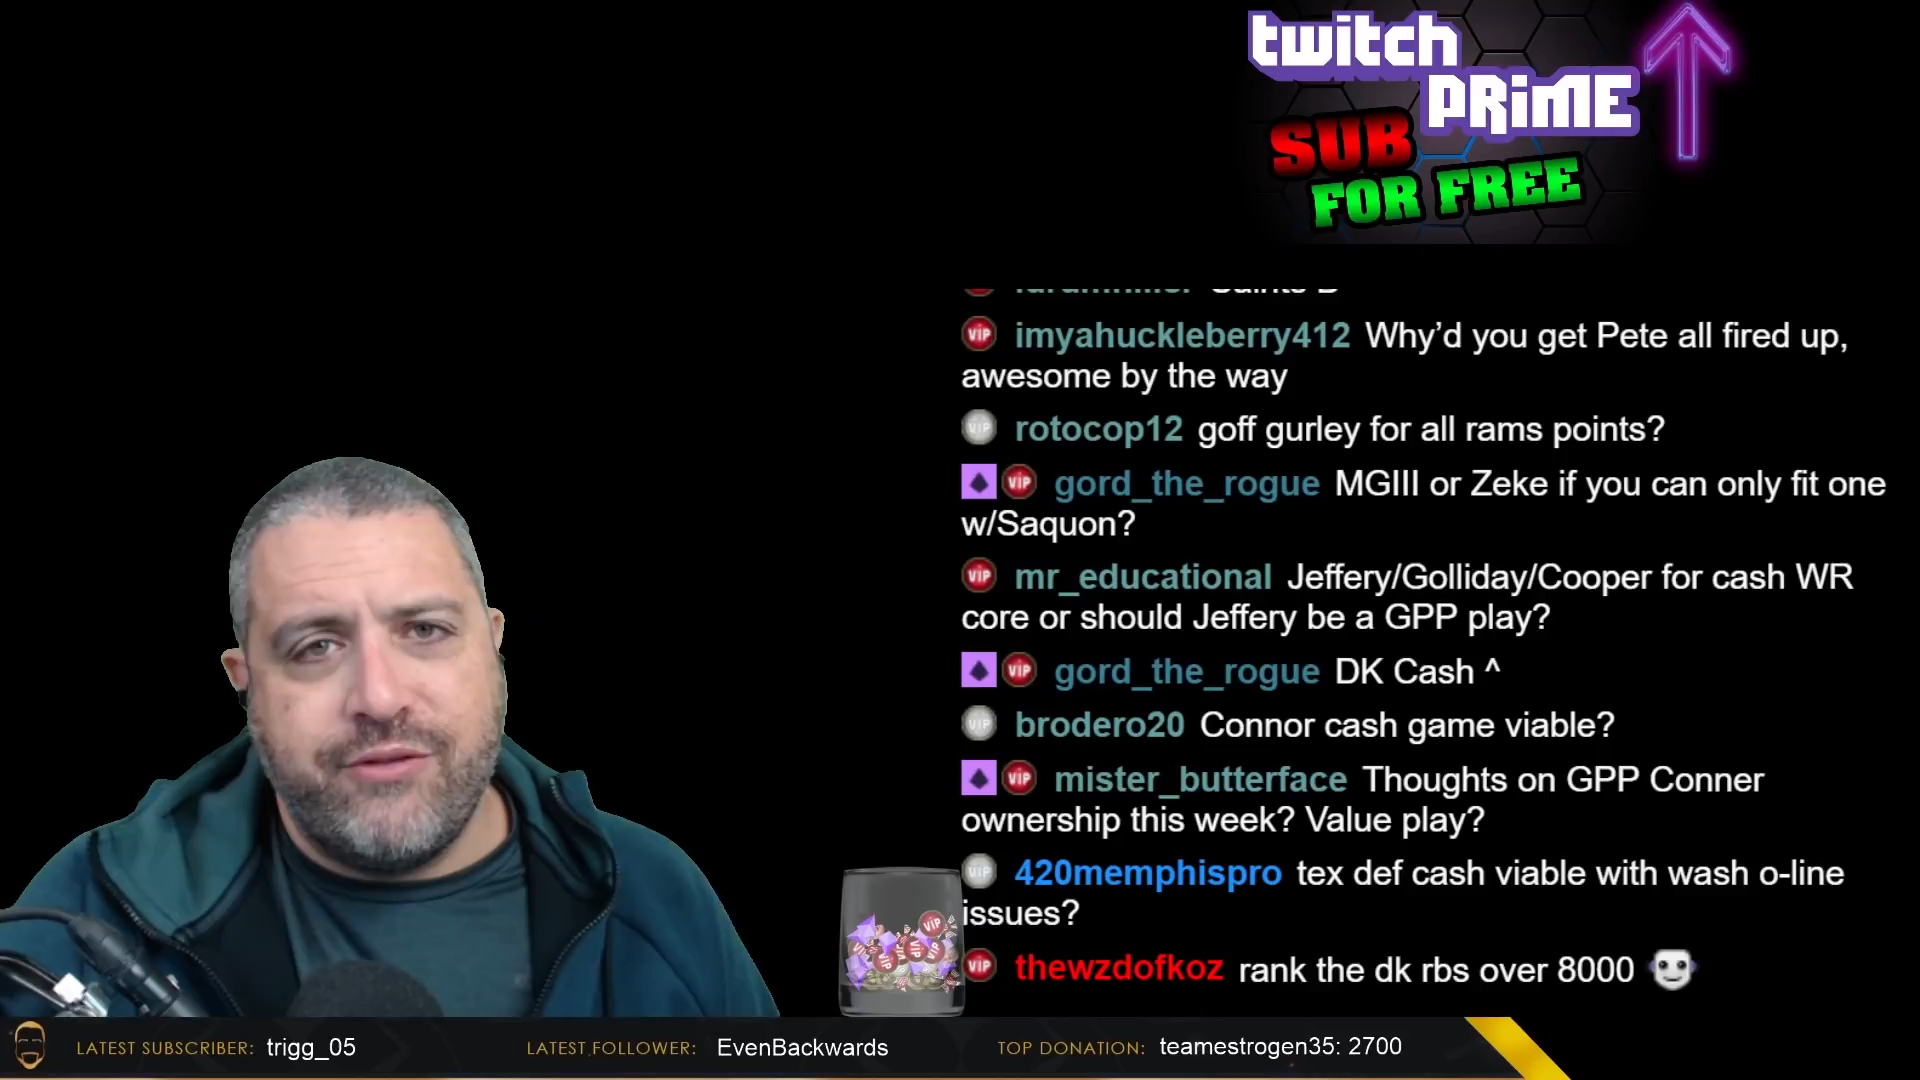 twitch
PRiME
SUB
FOR FREE
imyahuckleberry412 Why’d you get Pete all fired up,
awesome by the way
rotocop12 goff gurley for all rams points?
gord_the_rogue MGIII or Zeke if you can only fit one
w/Saquon?
mr_educational Jeffery/Golliday/Cooper for cash WR
core or should Jeffery be a GPP play?
gord_the_rogue DK Cash ^
brodero20 Connor cash game viable?
mister_butterface Thoughts on GPP Conner
ownership this week? Value play?
420memphispro tex def cash viable with wash o-line
issues?
thewzdofkoz rank the dk rbs over 8000
LATEST SUBSCRIBER: trigg_05 LATEST FOLLOWER: EvenBackwards TOP DONATION: teamestrogen35: 2700